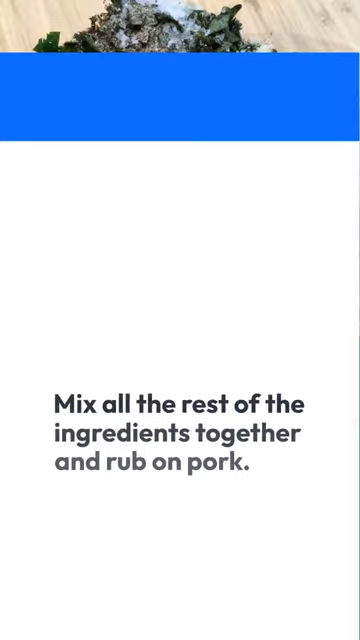 Mix all the rest of the
ingredients together
and rub on pork.